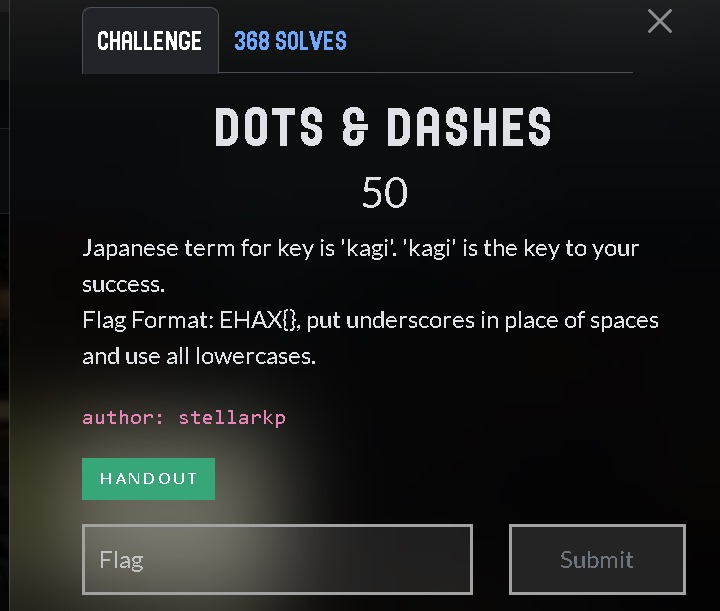 CHALLENGE
368 SOLVES
DOTS & DASHES
50
Japanese term for key is 'kagi'. 'kagi' is the key to your
success.
Flag Format: EHAX{}, put underscores in place of spaces
and use all lowercases.
author: stellarkp
HANDOUT
Flag
Submit